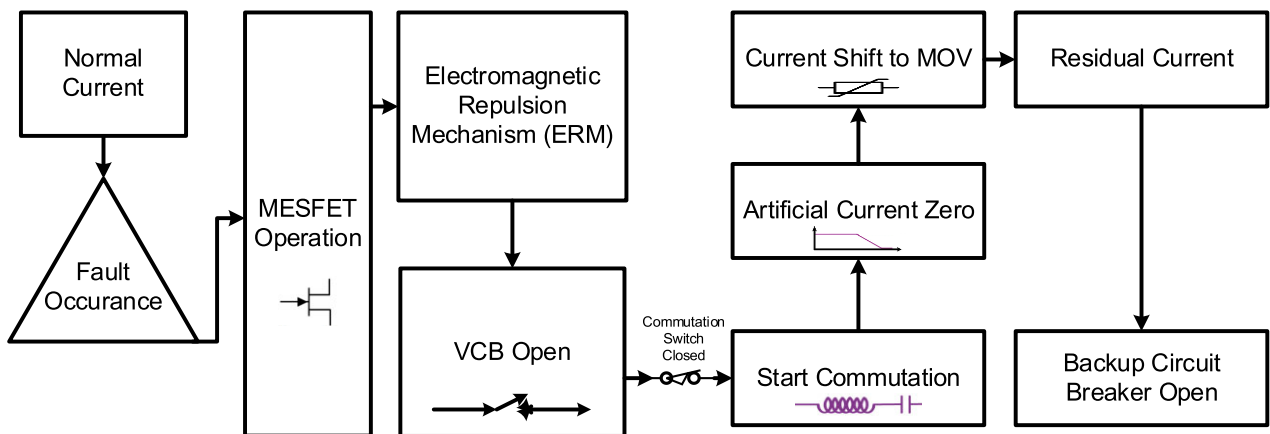 Normal
Current
Fault
Occurance
MESFET
Operation
Electromagnetic
Repulsion
Mechanism (ERM)
VCB Open
Commutation
Switch
Closed
Start Commutation
Artificial Current Zero
Current Shift to MOV
Residual Current
Backup Circuit
Breaker Open